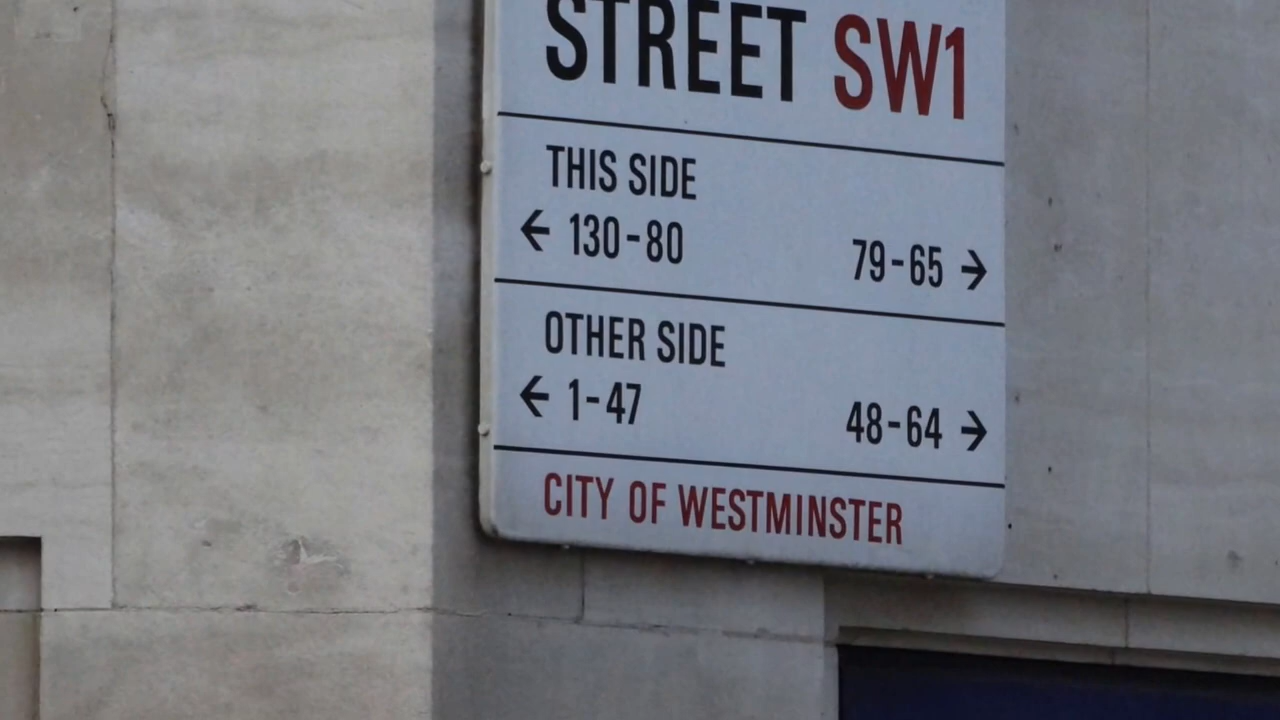 STREET SW1
THIS SIDE
← 130-80 79-65 →
OTHER SIDE
← 1-47 48-64 →
CITY OF WESTMINSTER